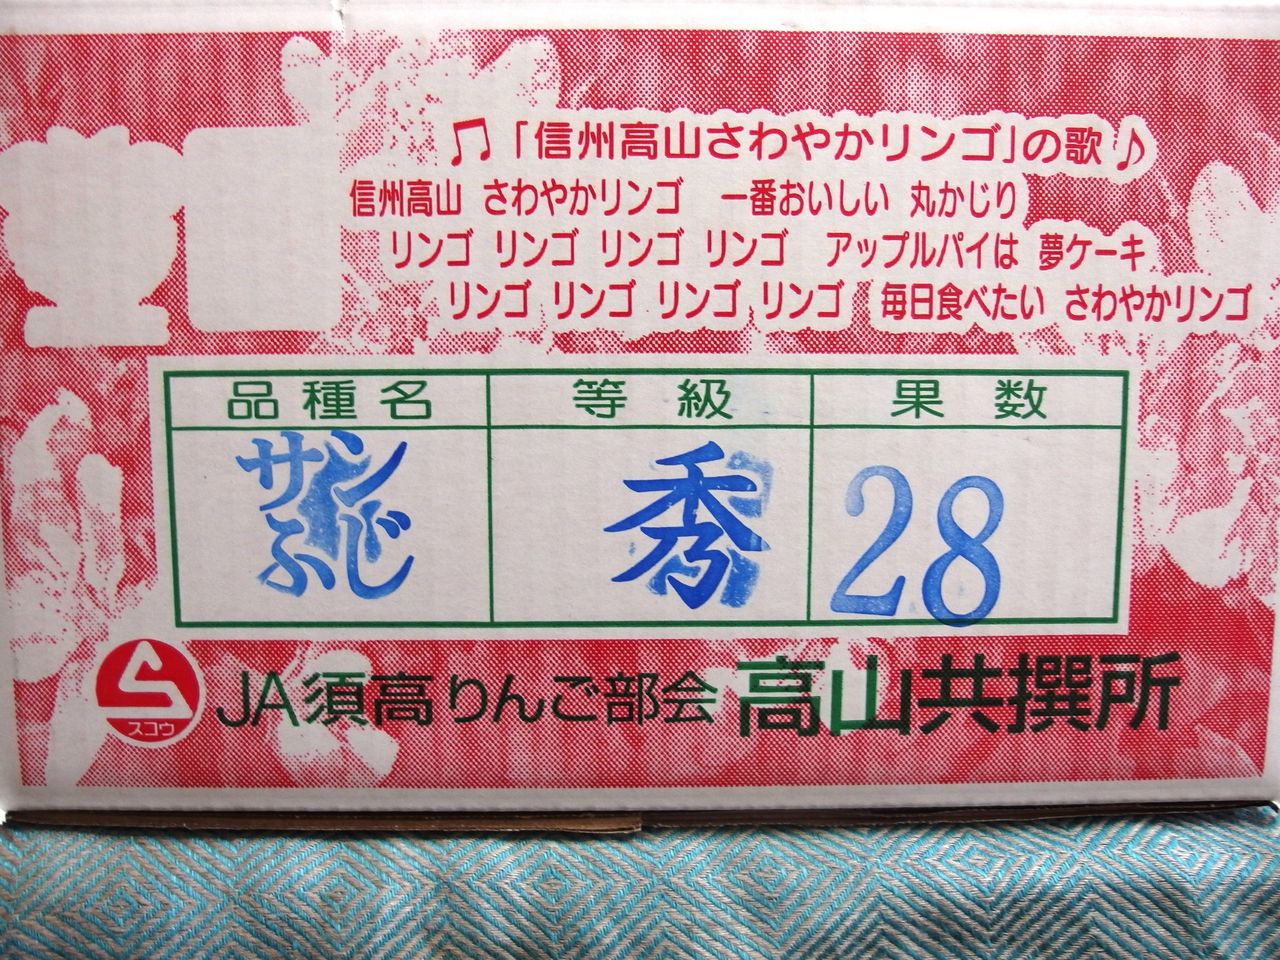 ♫「信州高山さわやかリンゴ」の歌♪
信州高山 さわやかリンゴ 一番おいしい 丸かじり
リンゴ リンゴ リンゴ リンゴ アップルパイは 夢ケーキ
リンゴ リンゴ リンゴ リンゴ 毎日食べたい さわやかリンゴ
品種名 等級 果数
サン
ふじ
秀
28
スコウ
JA須高りんご部会 高山共撰所